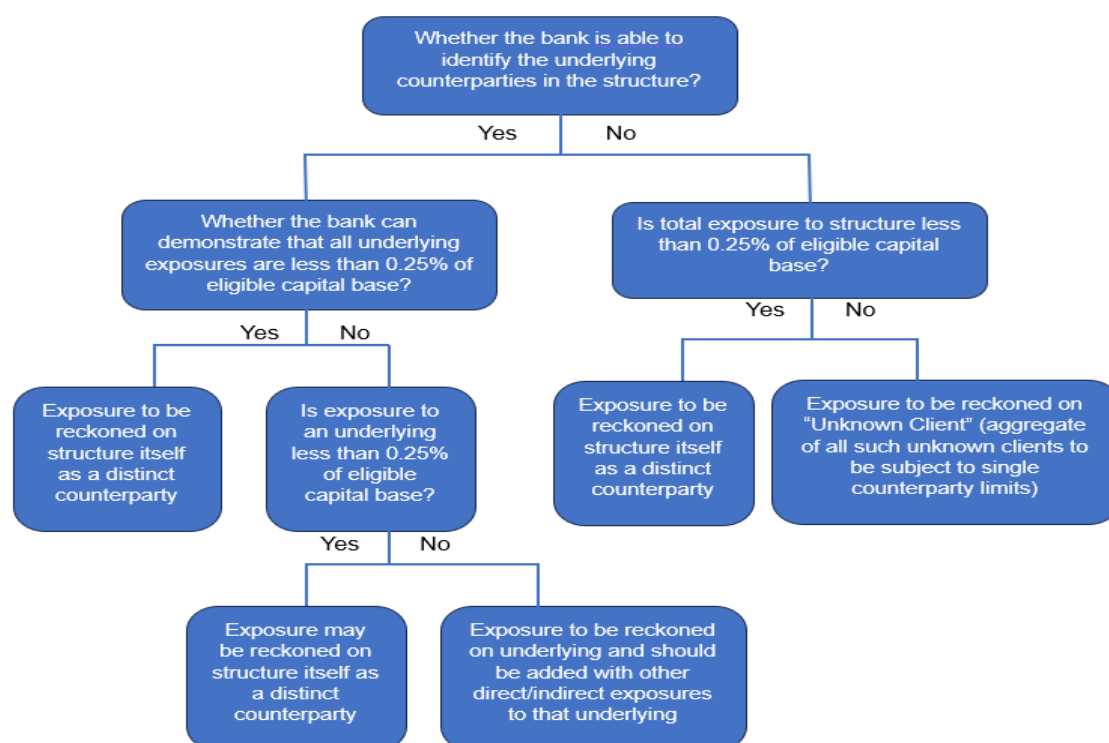 Whether the bank is able to
identify the underlying
counterparties in the structure?
Yes
No
Whether the bank can
demonstrate that all underlying
exposures are less than 0.25% of
eligible capital base?
Is total exposure to structure less
than 0.25% of eligible capital
base?
Yes
No
Yes
No
Exposure to be
reckoned on
structure itself
as a distinct
counterparty
Is exposure to
an underlying
less than 0.25%
of eligible
capital base?
Exposure to be
reckoned on
structure itself
as a distinct
counterparty
Exposure to be reckoned on
“Unknown Client” (aggregate
of all such unknown clients to
be subject to single
counterparty limits)
Yes
No
Exposure may
be reckoned on
structure itself as
a distinct
counterparty
Exposure to be reckoned
on underlying and should
be added with other
direct/indirect exposures
to that underlying